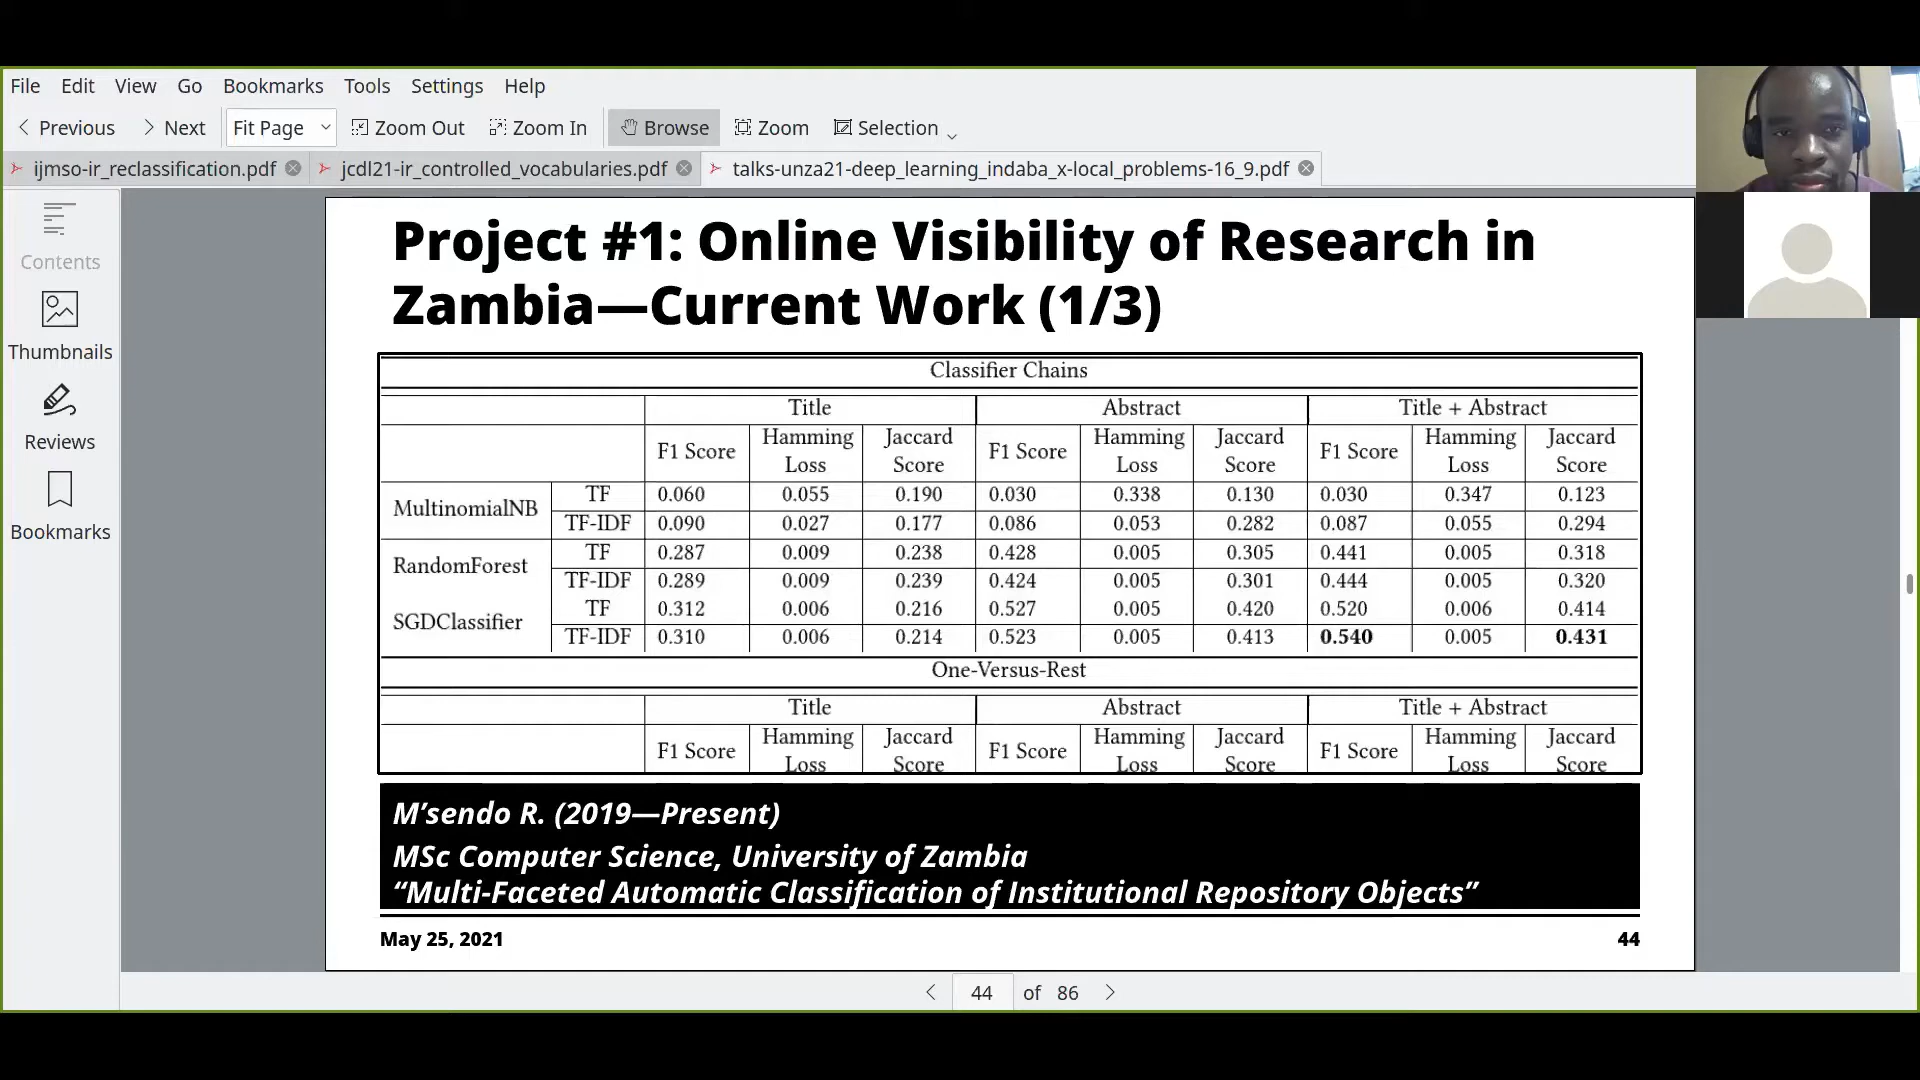 File Edit View Go Bookmarks Tools Settings Help
Previous Next Fit Page Zoom Out Zoom In Browse Zoom Selection
ijmso-ir_reclassification.pdf jcdl21-ir_controlled_vocabularies.pdf talks-unza21-deep_learning_indaba_x-local_problems-16_9.pdf
Contents
Thumbnails
Reviews
Bookmarks
Project #1: Online Visibility of Research in
Zambia—Current Work (1/3)
Classifier Chains
Title Abstract Title + Abstract
F1 Score Hamming Loss Jaccard Score F1 Score Hamming Loss Jaccard Score F1 Score Hamming Loss Jaccard Score
MultinomialNB TF 0.060 0.055 0.190 0.030 0.338 0.130 0.030 0.347 0.123
TF-IDF 0.090 0.027 0.177 0.086 0.053 0.282 0.087 0.055 0.294
RandomForest TF 0.287 0.009 0.238 0.428 0.005 0.305 0.441 0.005 0.318
TF-IDF 0.289 0.009 0.239 0.424 0.005 0.301 0.444 0.005 0.320
SGDClassifier TF 0.312 0.006 0.216 0.527 0.005 0.420 0.520 0.006 0.414
TF-IDF 0.310 0.006 0.214 0.523 0.005 0.413 0.540 0.005 0.431
One-Versus-Rest
Title Abstract Title + Abstract
F1 Score Hamming Loss Jaccard Score F1 Score Hamming Loss Jaccard Score F1 Score Hamming Loss Jaccard Score
M'sendo R. (2019—Present)
MSc Computer Science, University of Zambia
“Multi-Faceted Automatic Classification of Institutional Repository Objects”
May 25, 2021 44
44 of 86